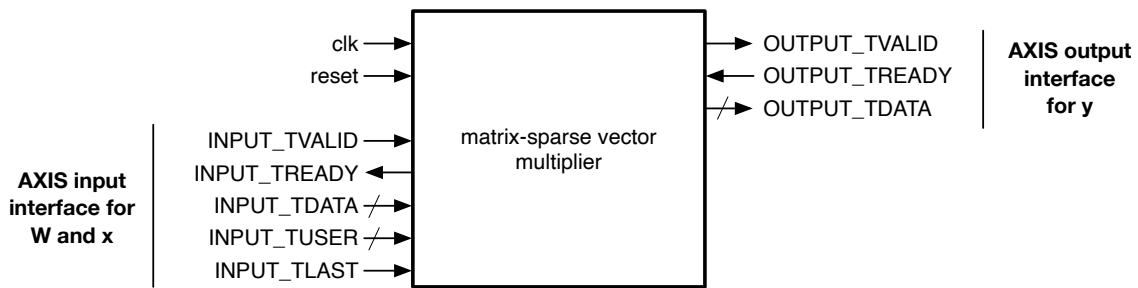 clk
reset
AXIS input
interface for
W and x
INPUT_TVALID
INPUT_TREADY
INPUT_TDATA
INPUT_TUSER
INPUT_TLAST
matrix-sparse vector
multiplier
OUTPUT_TVALID
OUTPUT_TREADY
OUTPUT_TDATA
AXIS output
interface
for y